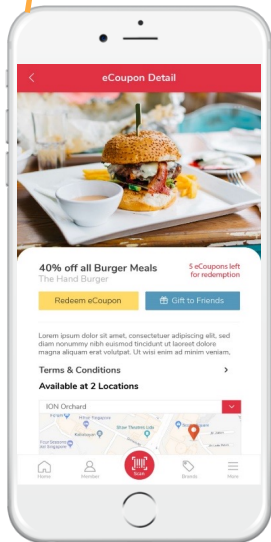 eCoupon Detail
40% off all Burger Meals
5 eCoupons left
for redemption
The Hand Burger
Redeem eCoupon
Gift to Friends
Lorem ipsum dolor sit amet, consectetuer adipiscing elit, sed
diam nonummy nibh euismod tincidunt ut laoreet dolore
magna aliquam erat volutpat. Ut wisi enim ad minim veniam,
Terms & Conditions
Available at 2 Locations
ION Orchard
Home
Member
Scan
Brands
More